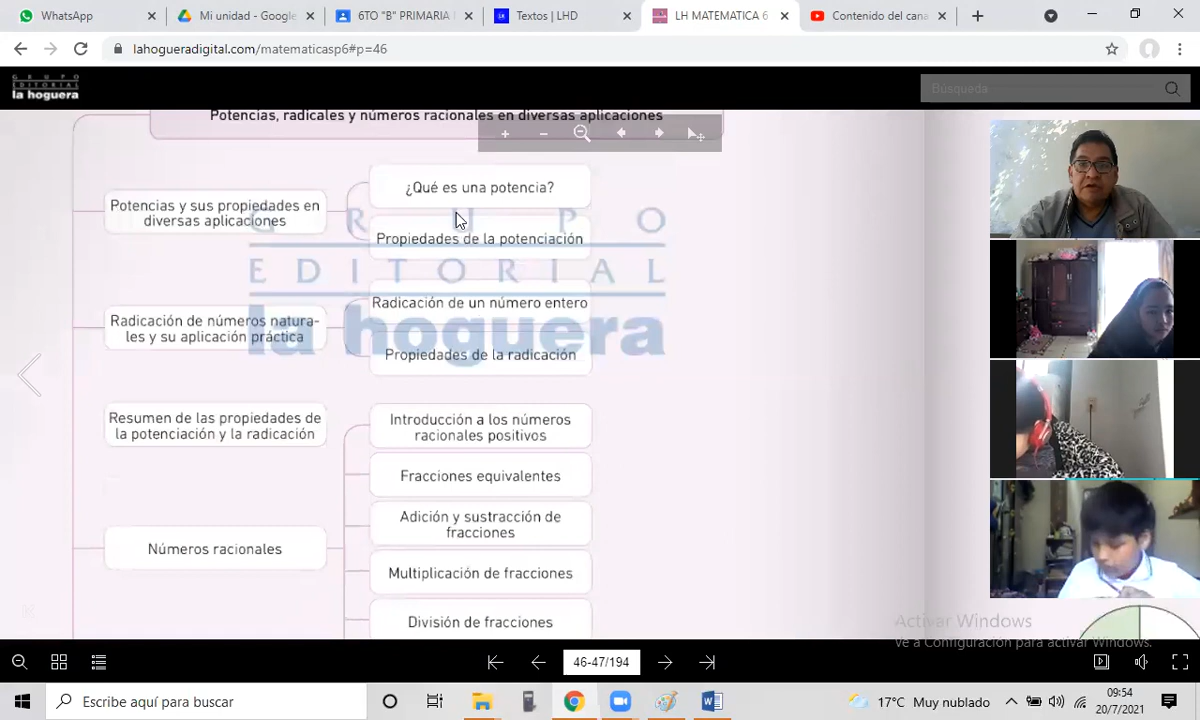 WhatsApp
Mi unidad - Google
6TO "B" PRIMARIA
Textos | LHD
LH MATEMATICA 6
Contenido del cana
lahogueradigital.com/matematicasp6#p=46
GRUPO
EDITORIAL
la hoguera
Búsqueda
Potencias, radicales y números racionales en diversas aplicaciones
¿Qué es una potencia?
Potencias y sus propiedades en
diversas aplicaciones
Propiedades de la potenciación
GRUPO
EDITORIAL
la hoguera
Radicación de un número entero
Radicación de números natura-
les y su aplicación práctica
Propiedades de la radicación
Resumen de las propiedades de
la potenciación y la radicación
Introducción a los números
racionales positivos
Fracciones equivalentes
Adición y sustracción de
fracciones
Números racionales
Multiplicación de fracciones
División de fracciones
Activar Windows
Ve a Configuración para activar Windows.
46-47/194
Escribe aquí para buscar
17°C Muy nublado
09:54
20/7/2021